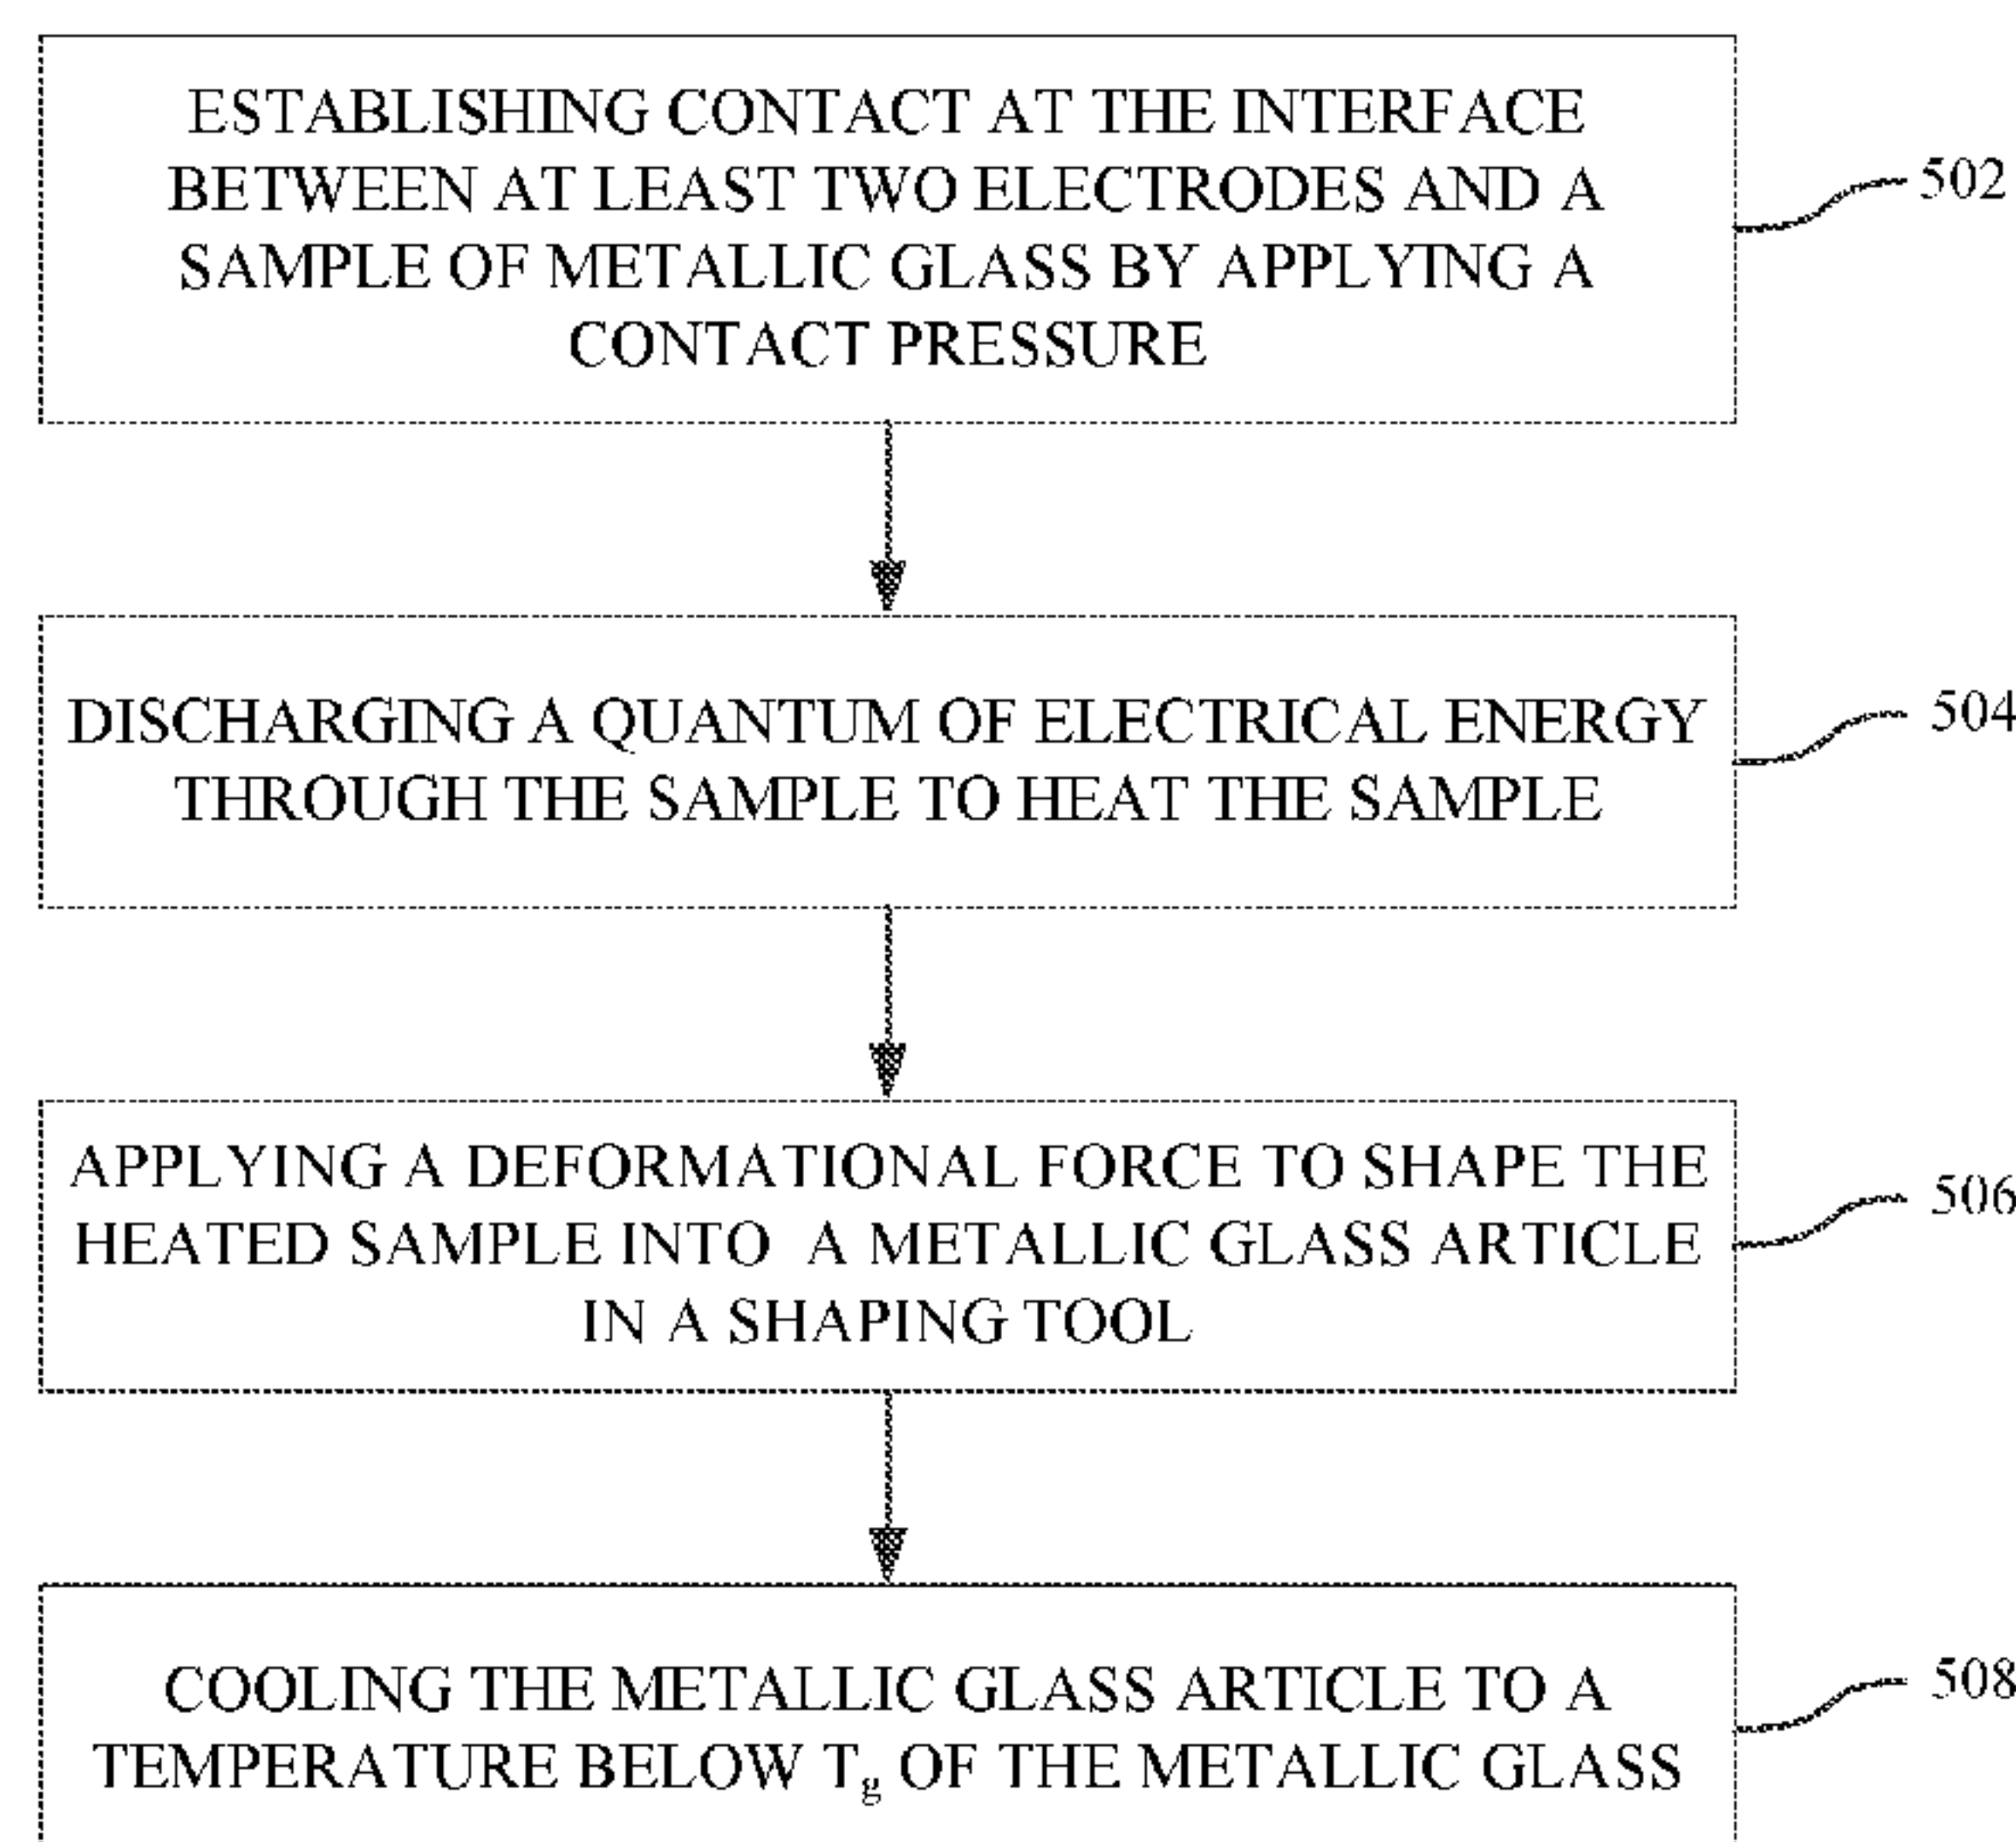 ESTABLISHING CONTACT AT THE INTERFACE
BETWEEN AT LEAST TWO ELECTRODES AND A
SAMPLE OF METALLIC GLASS BY APPLYING A
CONTACT PRESSURE
502
DISCHARGING A QUANTUM OF ELECTRICAL ENERGY
THROUGH THE SAMPLE TO HEAT THE SAMPLE
504
APPLYING A DEFORMATIONAL FORCE TO SHAPE THE
HEATED SAMPLE INTO A METALLIC GLASS ARTICLE
IN A SHAPING TOOL
506
COOLING THE METALLIC GLASS ARTICLE TO A
TEMPERATURE BELOW Tg OF THE METALLIC GLASS
508